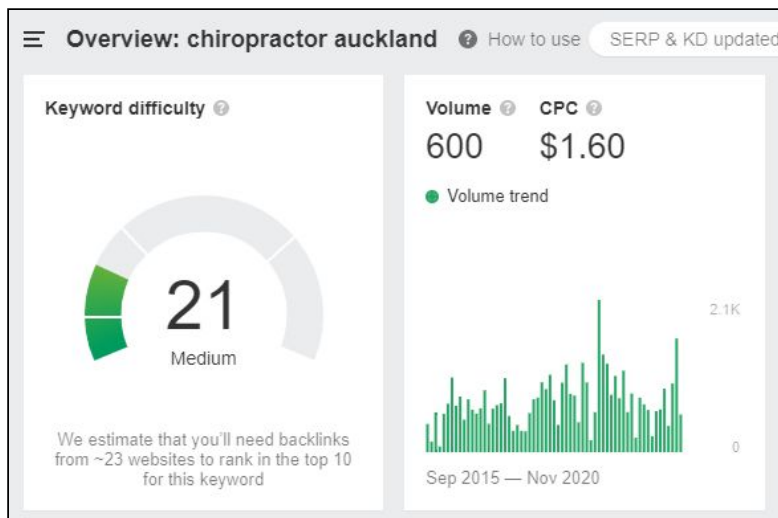 Overview: chiropractor auckland ? How to use SERP & KD updated
Keyword difficulty ?
21
Medium
We estimate that you'll need backlinks
from ~23 websites to rank in the top 10
for this keyword
Volume ? CPC ?
600 $1.60
Volume trend
2.1K
0
Sep 2015 — Nov 2020